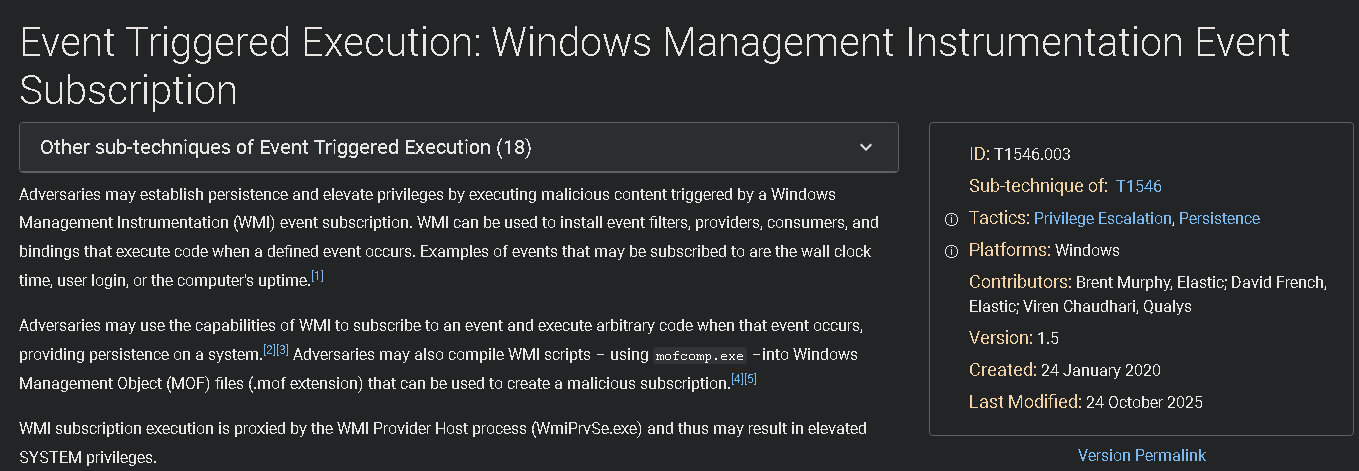 Event Triggered Execution: Windows Management Instrumentation Event
Subscription
Other sub-techniques of Event Triggered Execution (18)
Adversaries may establish persistence and elevate privileges by executing malicious content triggered by a Windows
Management Instrumentation (WMI) event subscription. WMI can be used to install event filters, providers, consumers, and
bindings that execute code when a defined event occurs. Examples of events that may be subscribed to are the wall clock
time, user login, or the computer's uptime.[1]
Adversaries may use the capabilities of WMI to subscribe to an event and execute arbitrary code when that event occurs,
providing persistence on a system.[2][3] Adversaries may also compile WMI scripts – using mofcomp.exe –into Windows
Management Object (MOF) files (.mof extension) that can be used to create a malicious subscription.[4][5]
WMI subscription execution is proxied by the WMI Provider Host process (WmiPrvSe.exe) and thus may result in elevated
SYSTEM privileges.
ID: T1546.003
Sub-technique of: T1546
Tactics: Privilege Escalation, Persistence
Platforms: Windows
Contributors: Brent Murphy, Elastic; David French,
Elastic; Viren Chaudhari, Qualys
Version: 1.5
Created: 24 January 2020
Last Modified: 24 October 2025
Version Permalink